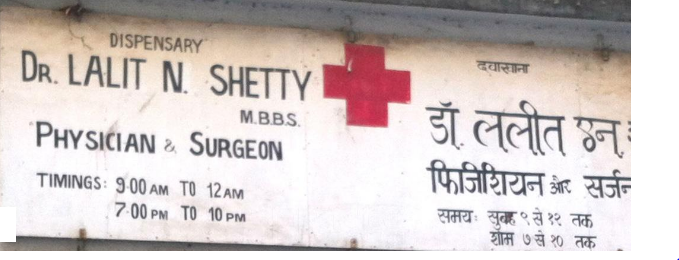 DISPENSARY
DR. LALIT N. SHETTY
M.B.B.S.
PHYSICIAN & SURGEON
TIMINGS: 9.00 AM TO 12 AM
7.00 PM TO 10 PM
दवाखाना
डॉ. ललीत एन.
फिजिशियन और सर्जन
समय: सुबह ९ से १२ तक
शाम ७ से १० तक